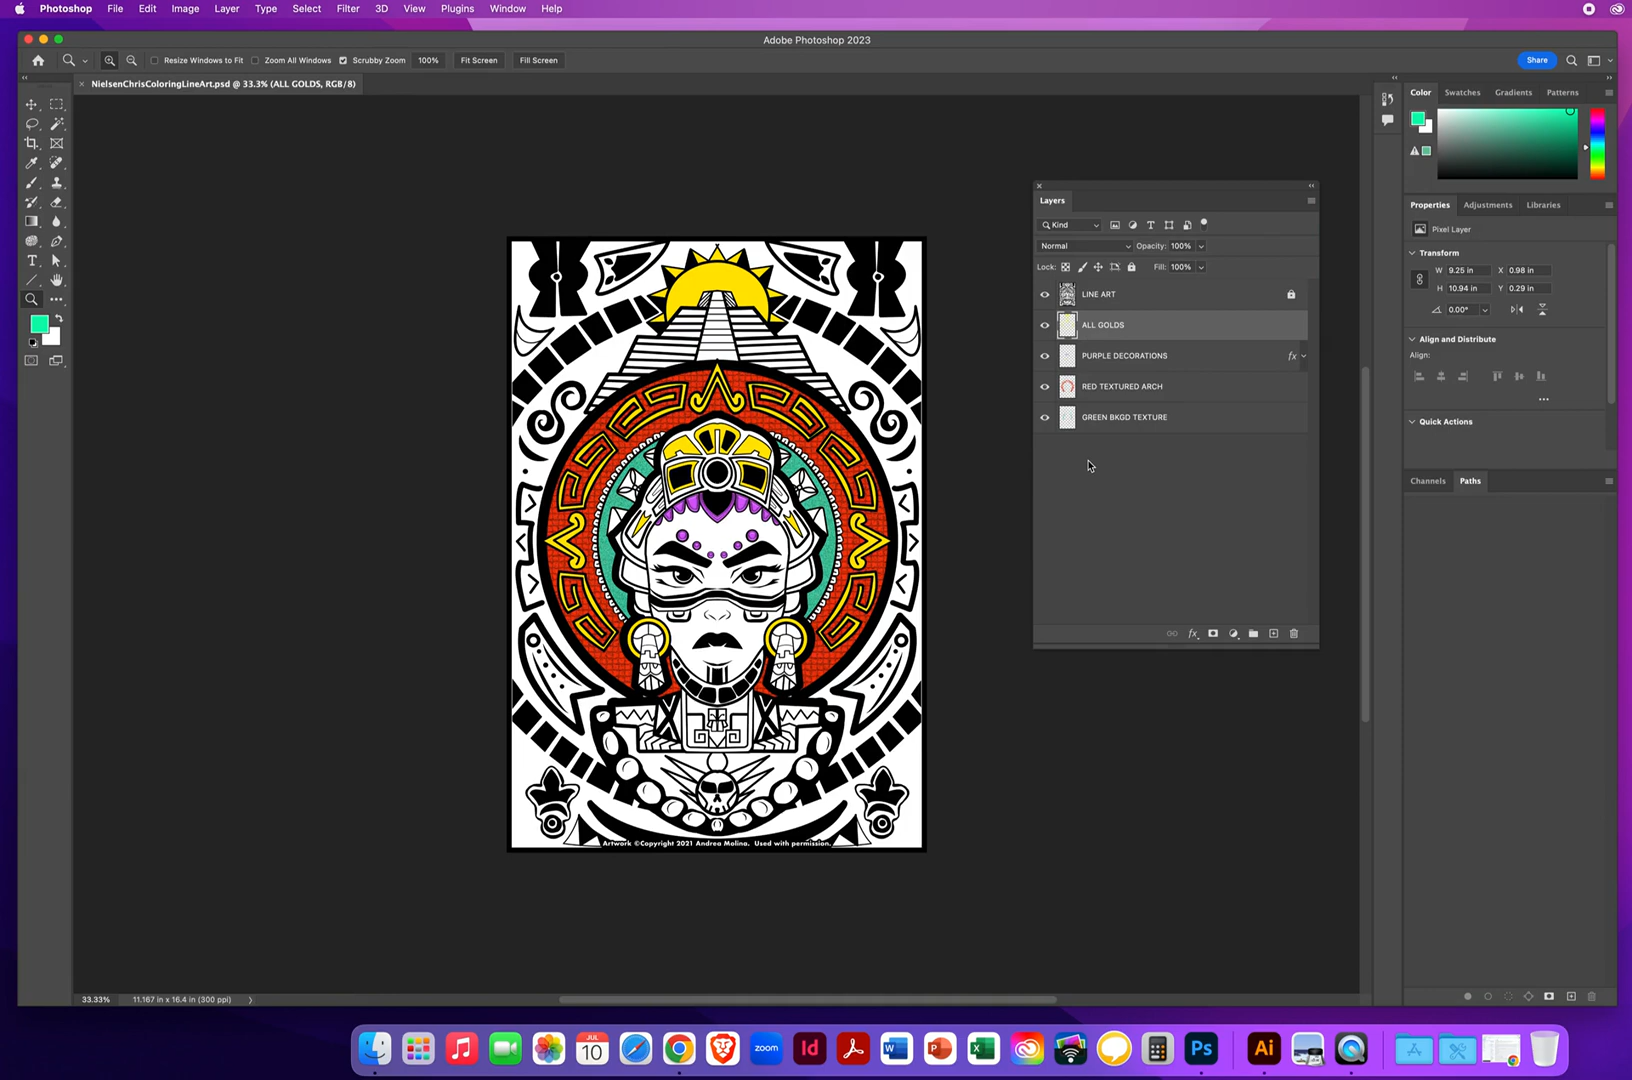 Photoshop File Edit Image Layer Type Select Filter 3D View Plugins Window Help
Adobe Photoshop 2023
Resize Windows to Fit Zoom All Windows Scrubby Zoom 100% Fit Screen Fill Screen Share
NielsenChrisColoringLineArt.psd @ 33.3% (ALL GOLDS, RGB/8)
Color Swatches Gradients Patterns
Layers
Kind
Normal Opacity: 100%
Lock: Fill: 100%
LINE ART
ALL GOLDS
PURPLE DECORATIONS fx
RED TEXTURED ARCH
GREEN BKGD TEXTURE
fx
Properties Adjustments Libraries
Pixel Layer
Transform
W 9.25 in X 0.98 in
H 10.94 in Y 0.29 in
0.00°
Align and Distribute
Align:
Quick Actions
Channels Paths
Artwork ©Copyright 2021 Andrea Molina. Used with permission.
33.33% 11.167 in x 16.4 in (300 ppi)
JUL
10
zoom
Id
W
P
X
Ps
Ai